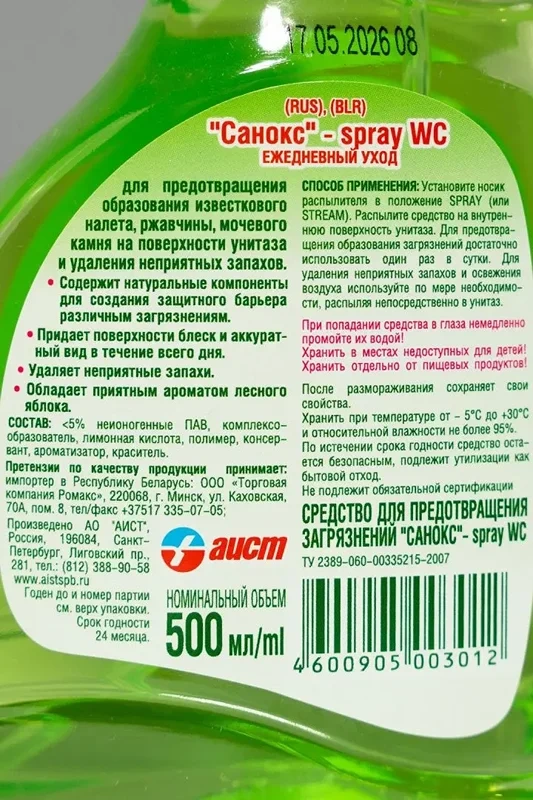 17.05.2026 08
(RUS), (BLR)
"Санокс" - spray WC
ЕЖЕДНЕВНЫЙ УХОД
для предотвращения
образования известкового
налета, ржавчины, мочевого
камня на поверхности унитаза
и удаления неприятных запахов.
• Содержит натуральные компоненты
для создания защитного барьера
различным загрязнениям.
• Придает поверхности блеск и аккурат-
ный вид в течение всего дня.
• Удаляет неприятные запахи.
• Обладает приятным ароматом лесного
яблока.
СОСТАВ: <5% неионогенные ПАВ, комплексо-
образователь, лимонная кислота, полимер, консер-
вант, ароматизатор, краситель.
Претензии по качеству продукции принимает:
импортер в Республику Беларусь: ООО «Торговая
компания Ромакс», 220068, г. Минск, ул. Каховская,
70А, пом. 8, тел/факс +37517 335-07-05;
Произведено АО "АИСТ",
Россия, 196084, Санкт-
Петербург, Лиговский пр.,
281, тел.: (812) 388-90-58
www.aistspb.ru
Годен до и номер партии
см. верх упаковки.
Срок годности
24 месяца.
аист
НОМИНАЛЬНЫЙ ОБЪЕМ
500 мл/ml
СПОСОБ ПРИМЕНЕНИЯ: Установите носик
распылителя в положение SPRAY (или
STREAM). Распылите средство на внутрен-
нюю поверхность унитаза. Для предотвра-
щения образования загрязнений достаточно
использовать один раз в сутки. Для
удаления неприятных запахов и освежения
воздуха используйте по мере необходимо-
сти, распыляя непосредственно в унитаз.
При попадании средства в глаза немедленно
промойте их водой!
Хранить в местах недоступных для детей!
Хранить отдельно от пищевых продуктов!
После размораживания сохраняет свои
свойства.
Хранить при температуре от – 5°С до +30°С
и относительной влажности не более 95%.
По истечении срока годности средство оста-
ется безопасным, подлежит утилизации как
бытовой отход.
Не подлежит обязательной сертификации
СРЕДСТВО ДЛЯ ПРЕДОТВРАЩЕНИЯ
ЗАГРЯЗНЕНИЙ "САНОКС"- spray WC
ТУ 2389-060-00335215-2007
4 600905 003012